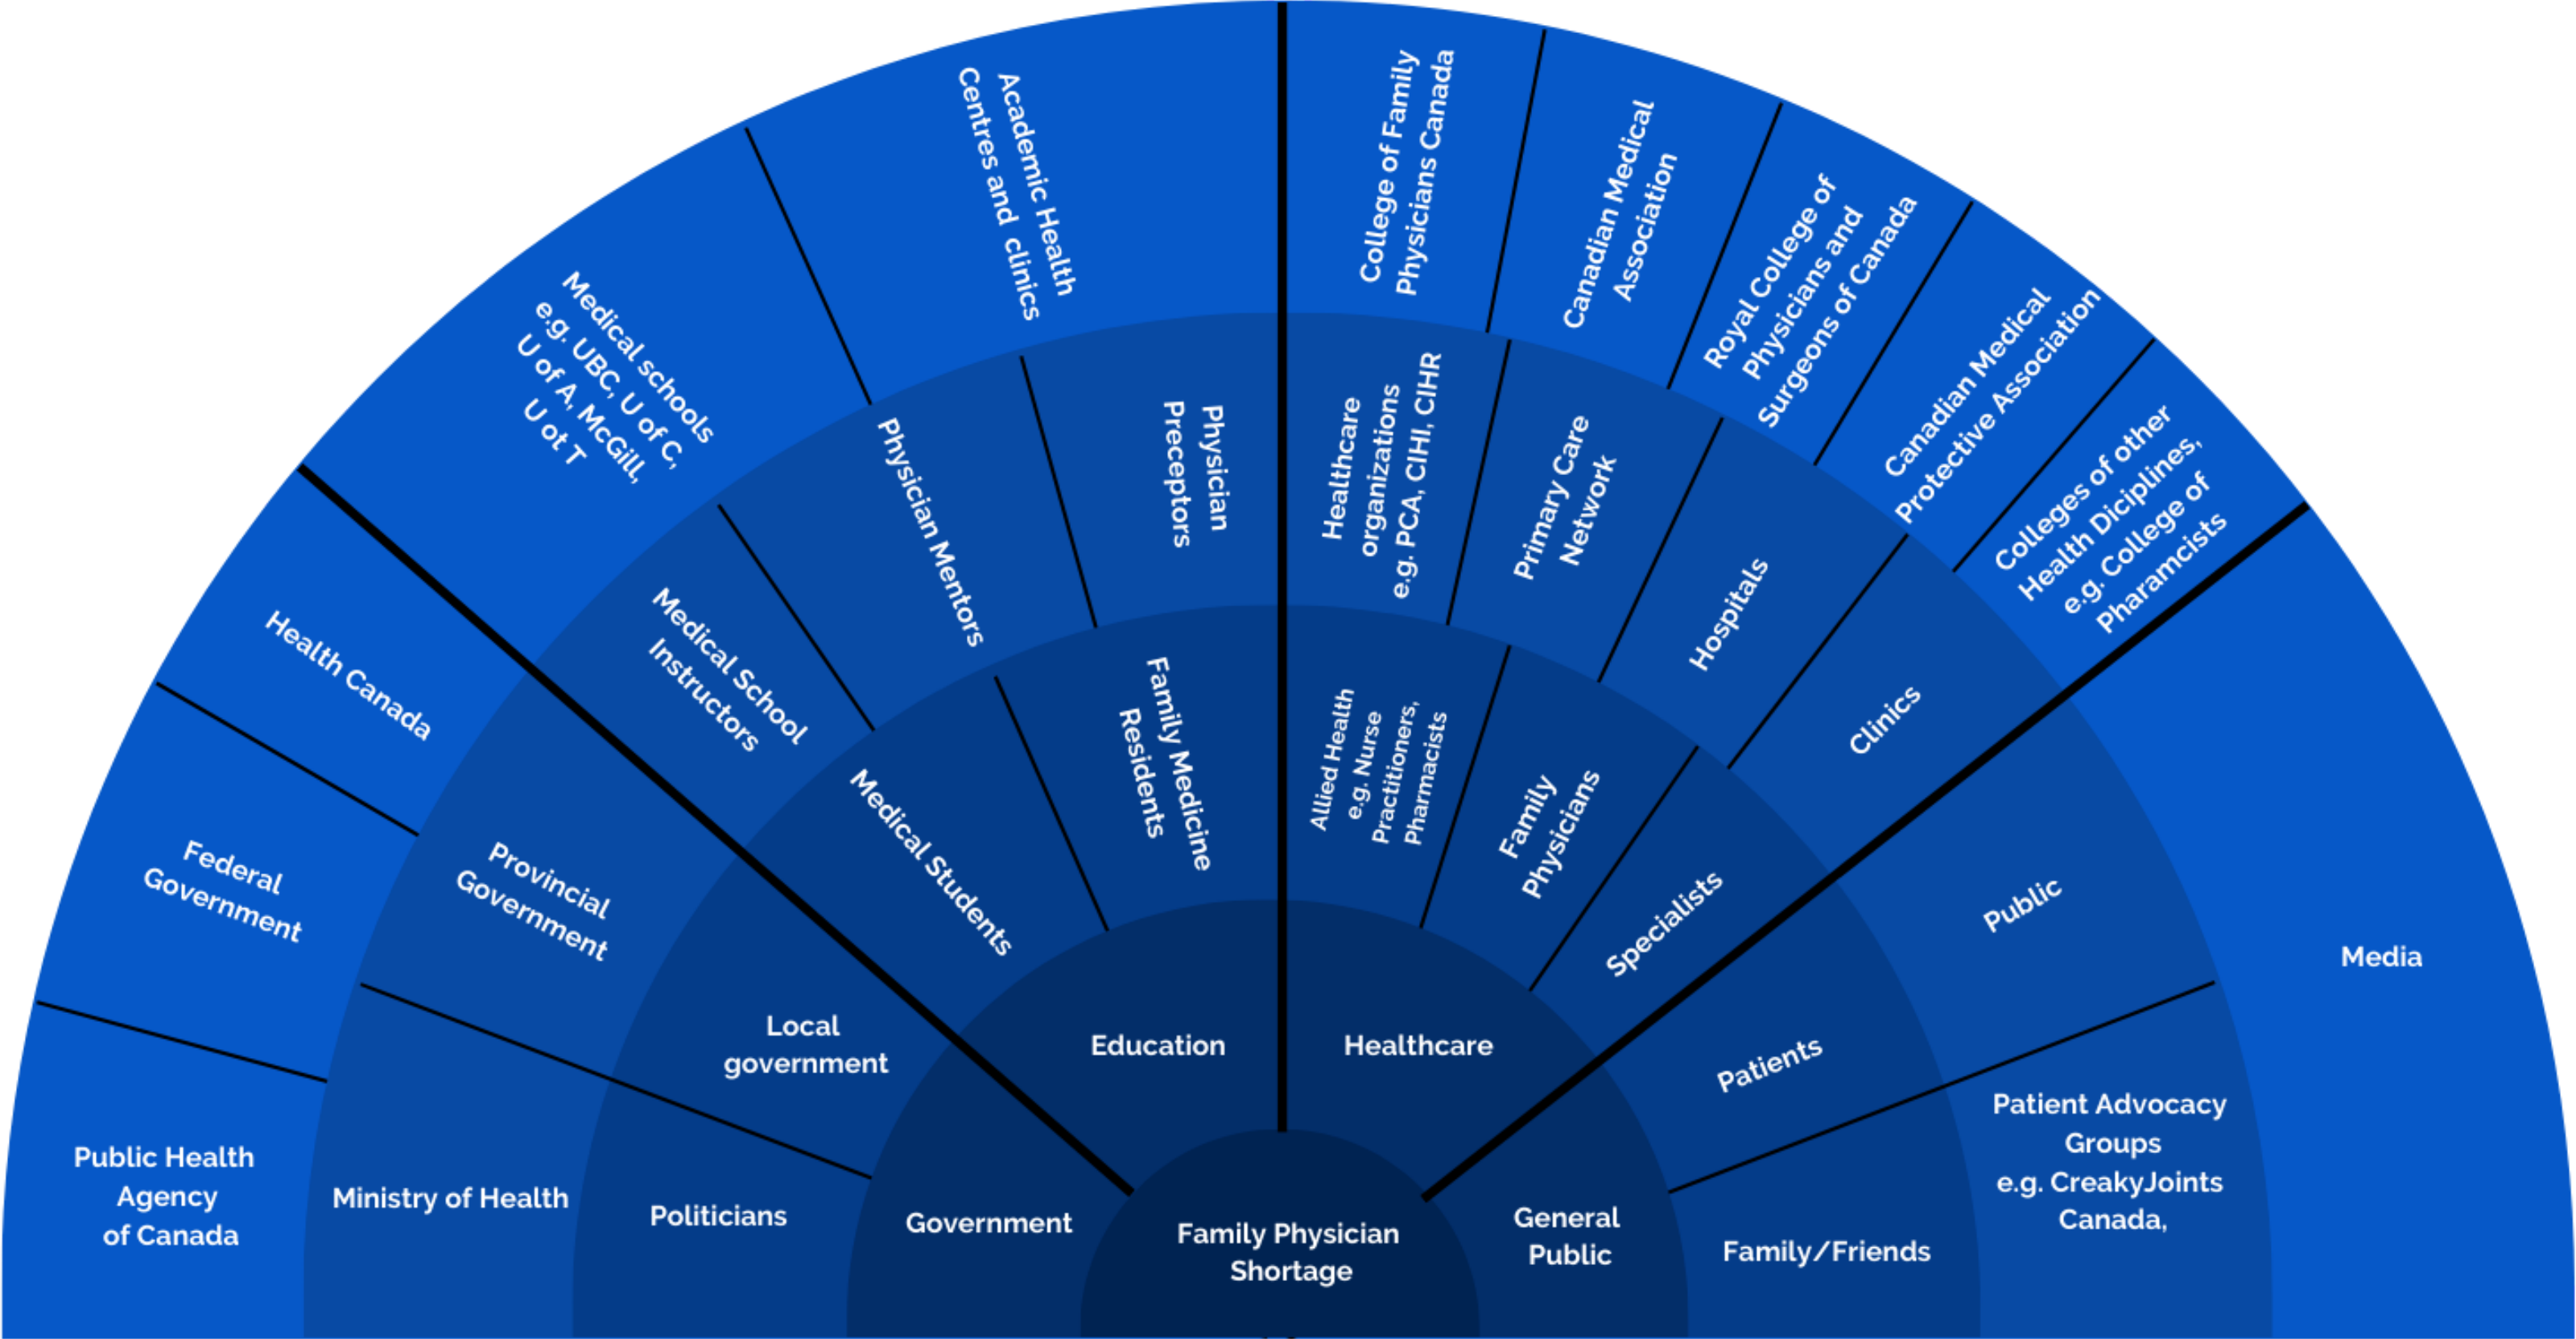 Public Health
Agency
of Canada
Federal
Government
Health Canada
Ministry of Health
Provincial
Government
Politicians
Local
government
Government
Medical schools
e.g. UBC, U of C,
U of A, McGill,
U ot T
Academic Health
Centres and clinics
Medical School
Instructors
Physician Mentors
Physician
Preceptors
Medical Students
Family Medicine
Residents
Education
College of Family
Physicians Canada
Canadian Medical
Association
Royal College of
Physicians and
Surgeons of Canada
Canadian Medical
Protective Association
Colleges of other
Health Diciplines,
e.g. College of
Pharamcists
Healthcare
organizations
e.g. PCA, CIHI, CIHR
Primary Care
Network
Hospitals
Clinics
Allied Health
e.g. Nurse
Practitioners,
Pharmacists
Family
Physicians
Specialists
Healthcare
Media
Public
Patient Advocacy
Groups
e.g. CreakyJoints
Canada,
Patients
Family/Friends
General
Public
Family Physician
Shortage